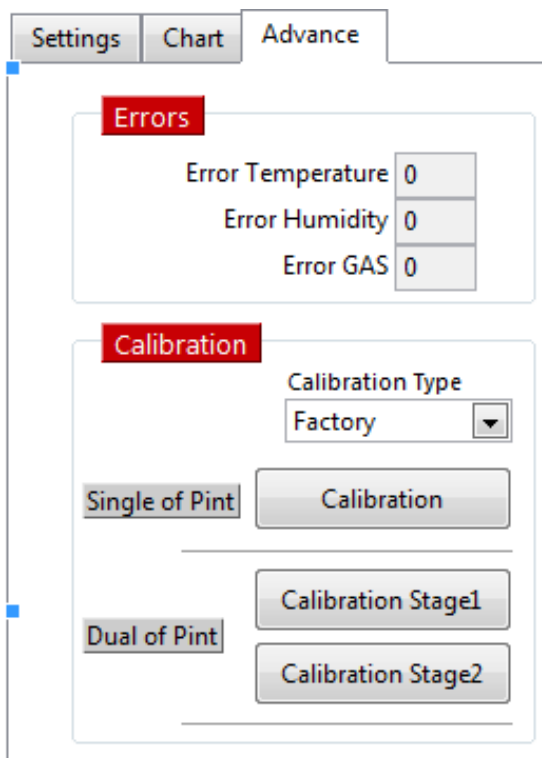 Settings Chart Advance
Errors
Error Temperature 0
Error Humidity 0
Error GAS 0
Calibration
Calibration Type
Factory
Single of Pint Calibration
Calibration Stage1
Dual of Pint
Calibration Stage2